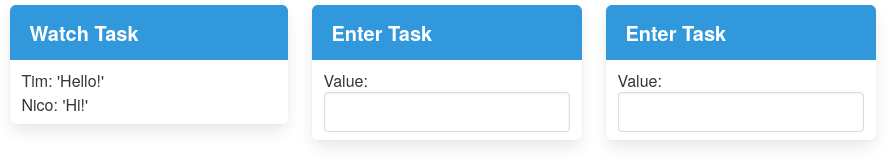 Watch Task
Tim: 'Hello!'
Nico: 'Hi!'
Enter Task
Value:
Enter Task
Value: